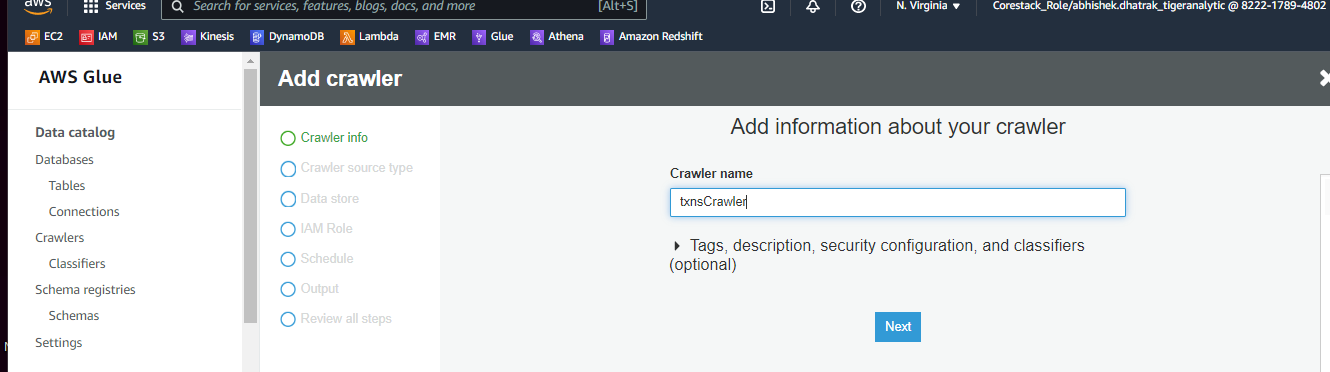 aws
Services
Search for services, features, blogs, docs, and more
[Alt+S]
N. Virginia
Corestack_Role/abhishek.dhatrak_tigeranalytic @ 8222-1789-4802
EC2 IAM S3 Kinesis DynamoDB Lambda EMR Glue Athena Amazon Redshift
AWS Glue
Data catalog
Databases
Tables
Connections
Crawlers
Classifiers
Schema registries
Schemas
Settings
Add crawler
Crawler info
Crawler source type
Data store
IAM Role
Schedule
Output
Review all steps
Add information about your crawler
Crawler name
txnsCrawler
Tags, description, security configuration, and classifiers
(optional)
Next